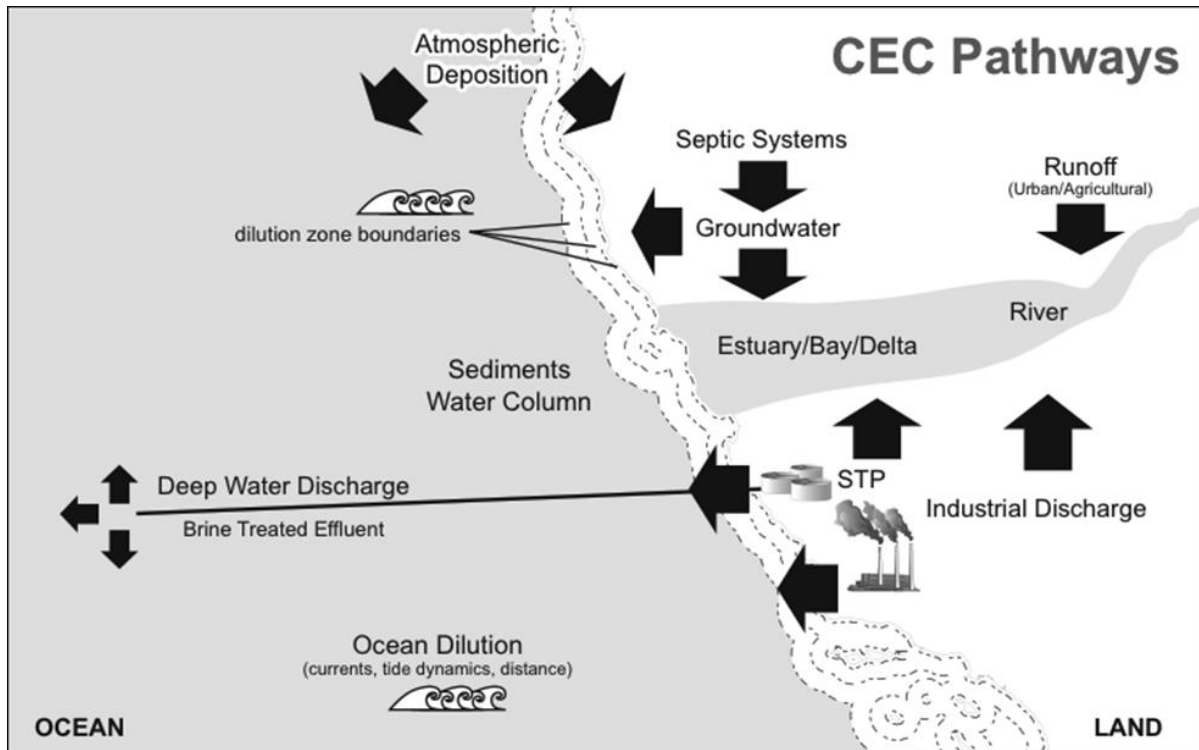 Atmospheric
Deposition
CEC Pathways
Septic Systems
Runoff
(Urban/Agricultural)
dilution zone boundaries
Groundwater
River
Estuary/Bay/Delta
Sediments
Water Column
STP
Deep Water Discharge
Industrial Discharge
Brine Treated Effluent
Ocean Dilution
(currents, tide dynamics, distance)
OCEAN
LAND